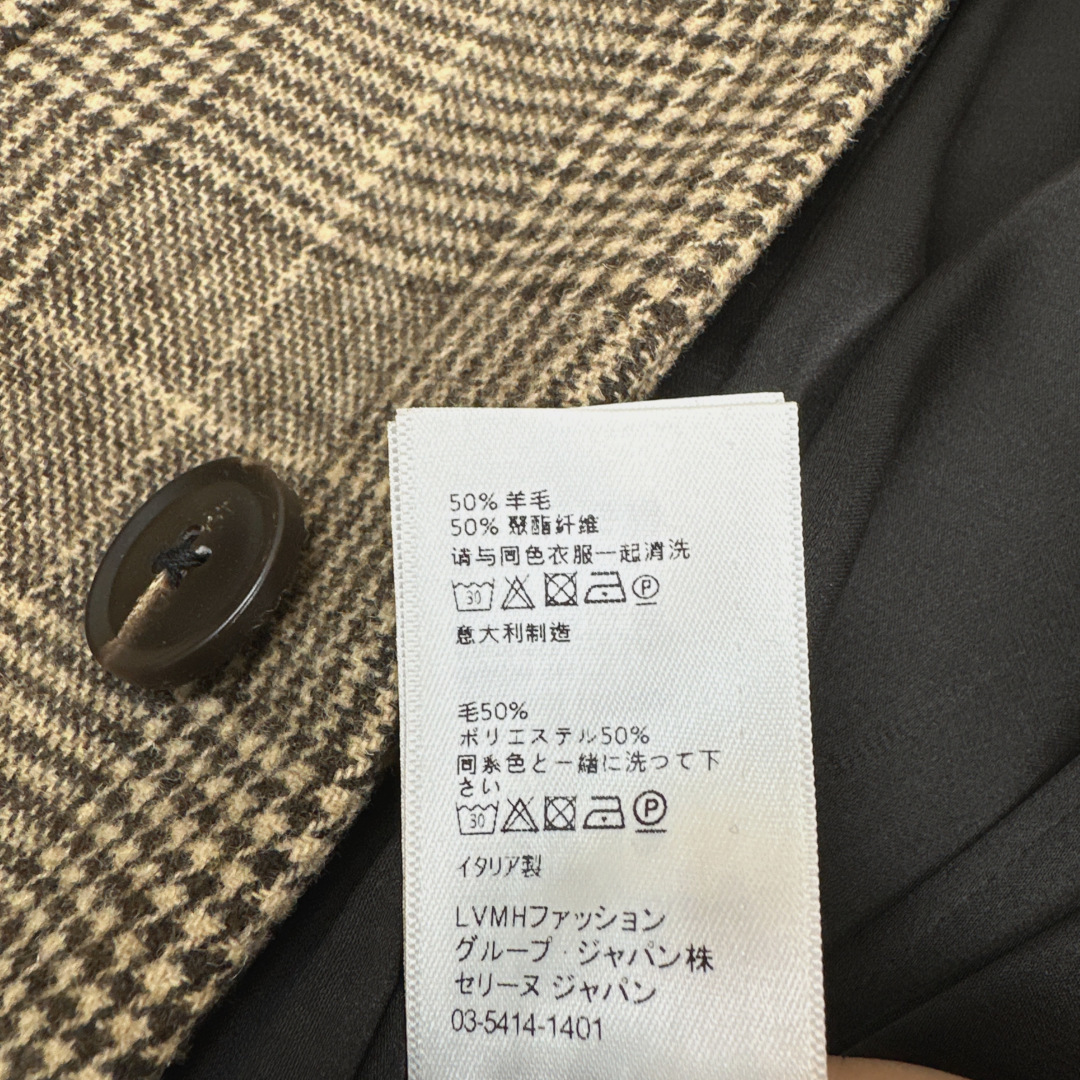 50% 羊毛
50% 聚酯纤维
请与同色衣服一起清洗
30 P
意大利制造
毛50%
ポリエステル50%
同系色と一緒に洗つて下
さい
30 P
イタリア製
LVMHファッション
グループ・ジャパン株
セリーヌ ジャパン
03-5414-1401